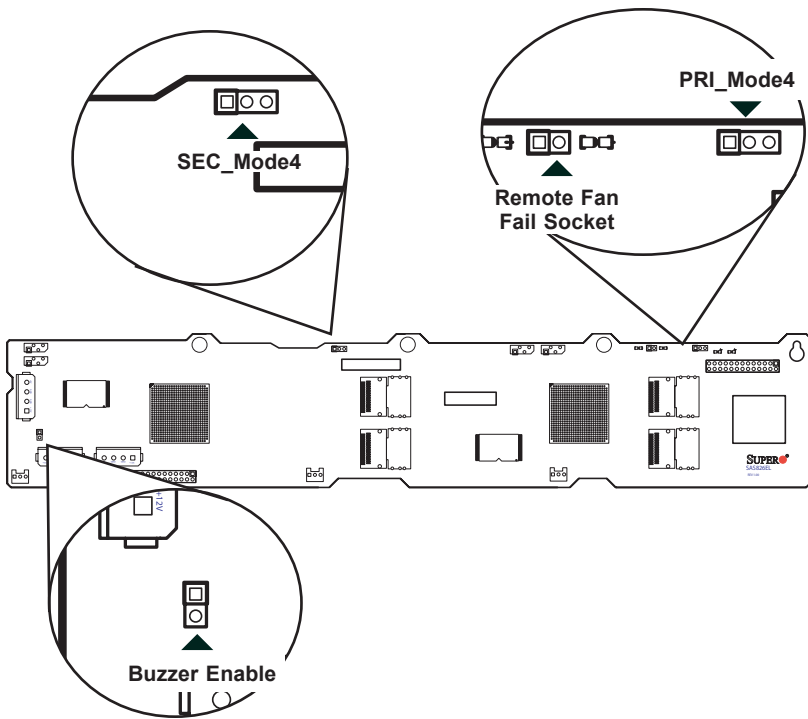 PRI_Mode4
SEC_Mode4
Remote Fan
Fail Socket
SUPER
SAS826EL
+12V
Buzzer Enable